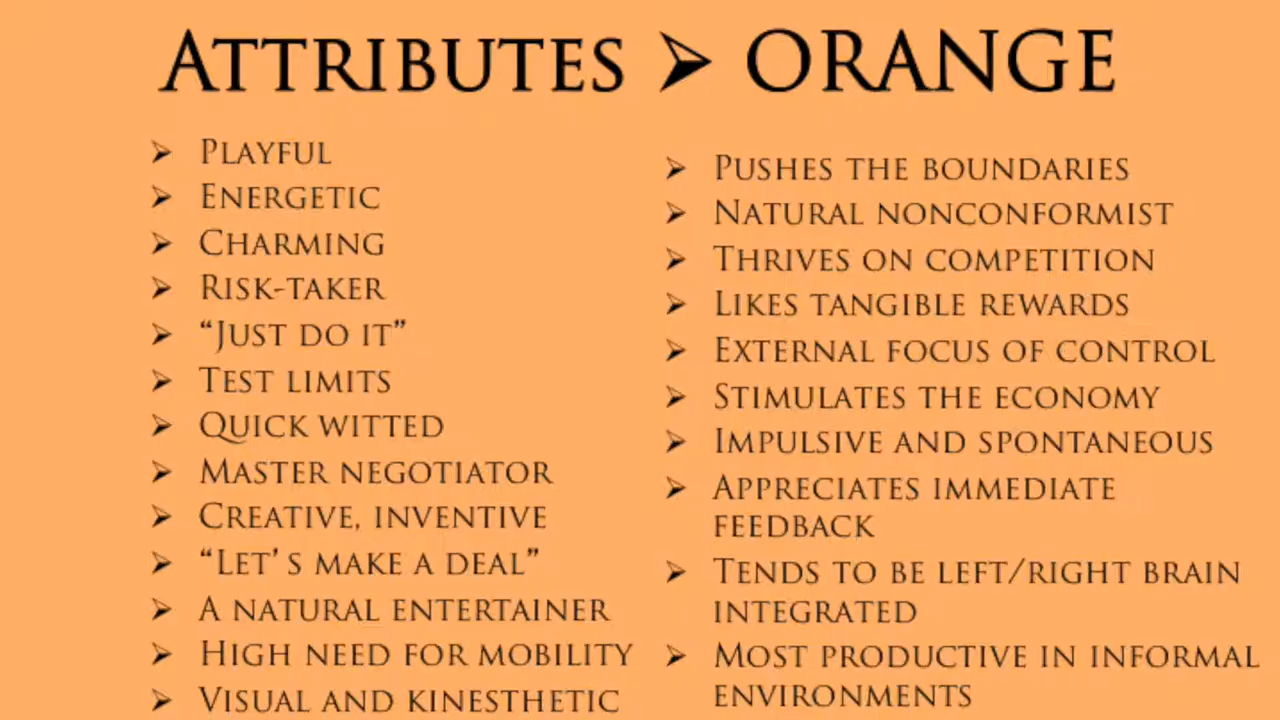 ATTRIBUTES ➢ ORANGE
➢ PLAYFUL
➢ ENERGETIC
➢ CHARMING
➢ RISK-TAKER
➢ “JUST DO IT”
➢ TEST LIMITS
➢ QUICK WITTED
➢ MASTER NEGOTIATOR
➢ CREATIVE, INVENTIVE
➢ “LET’S MAKE A DEAL”
➢ A NATURAL ENTERTAINER
➢ HIGH NEED FOR MOBILITY
➢ VISUAL AND KINESTHETIC
➢ PUSHES THE BOUNDARIES
➢ NATURAL NONCONFORMIST
➢ THRIVES ON COMPETITION
➢ LIKES TANGIBLE REWARDS
➢ EXTERNAL FOCUS OF CONTROL
➢ STIMULATES THE ECONOMY
➢ IMPULSIVE AND SPONTANEOUS
➢ APPRECIATES IMMEDIATE
FEEDBACK
➢ TENDS TO BE LEFT/RIGHT BRAIN
INTEGRATED
➢ MOST PRODUCTIVE IN INFORMAL
ENVIRONMENTS